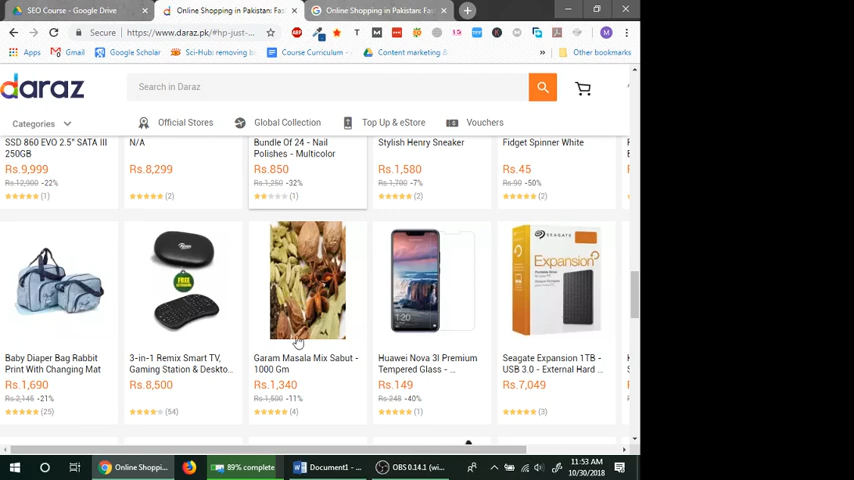 SEO Course - Google Drive
Online Shopping in Pakistan: Fas
Online Shopping in Pakistan: Fas
Secure
https://www.daraz.pk/#hp-just-...
Apps
Gmail
Google Scholar
Sci-Hub: removing b
Course Curriculum -
Content marketing &
Other bookmarks
daraz
Search in Daraz
Categories
Official Stores
Global Collection
Top Up & eStore
Vouchers
SSD 860 EVO 2.5" SATA III
250GB
Rs.9,999
Rs.12,900 -22%
(1)
N/A
Rs.8,299
(2)
Bundle Of 24 - Nail
Polishes - Multicolor
Rs.850
Rs.1,250 -32%
(1)
Stylish Henry Sneaker
Rs.1,580
Rs.1,700 -7%
(2)
Fidget Spinner White
Rs.45
Rs.90 -50%
(2)
FREE
SEAGATE
Expansion
1:20
Baby Diaper Bag Rabbit
Print With Changing Mat
Rs.1,690
Rs.2,145 -21%
(25)
3-in-1 Remix Smart TV,
Gaming Station & Deskto...
Rs.8,500
(54)
Garam Masala Mix Sabut -
1000 Gm
Rs.1,340
Rs.1,500 -11%
(4)
Huawei Nova 3I Premium
Tempered Glass - ...
Rs.149
Rs.248 -40%
(1)
Seagate Expansion 1TB -
USB 3.0 - External Hard ...
Rs.7,049
(3)
Online Shoppi...
89% complete
Document1 - ...
OBS 0.14.1 (wi...
11:53 AM
10/30/2018